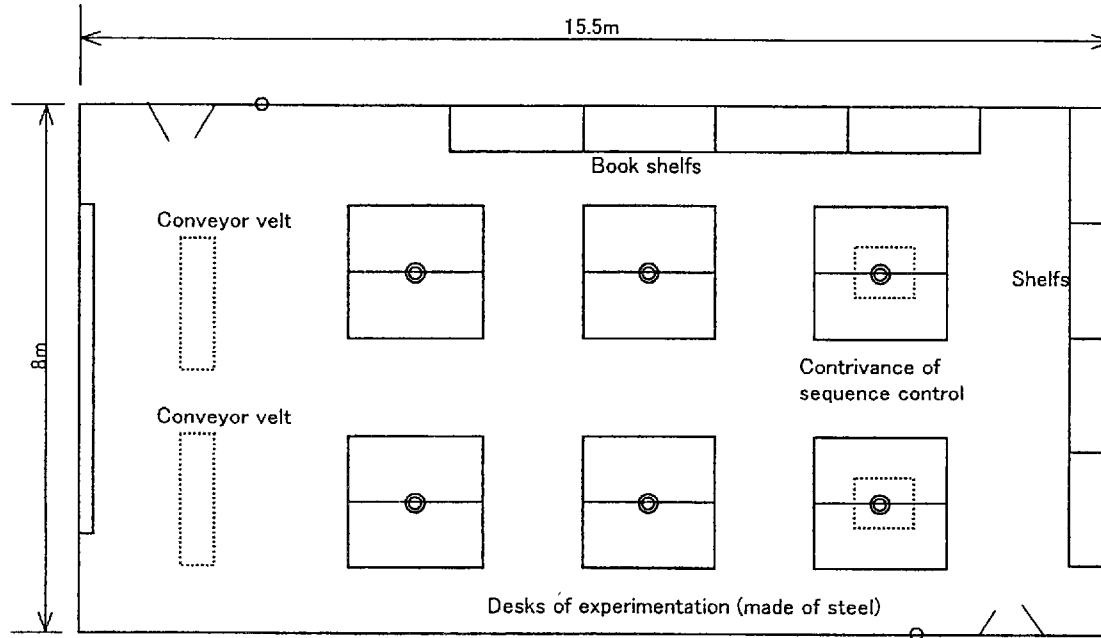 15.5m
Book shelfs
Conveyor velt
Shelfs
8m
Contrivance of
sequence control
Conveyor velt
Desks of experimentation (made of steel)